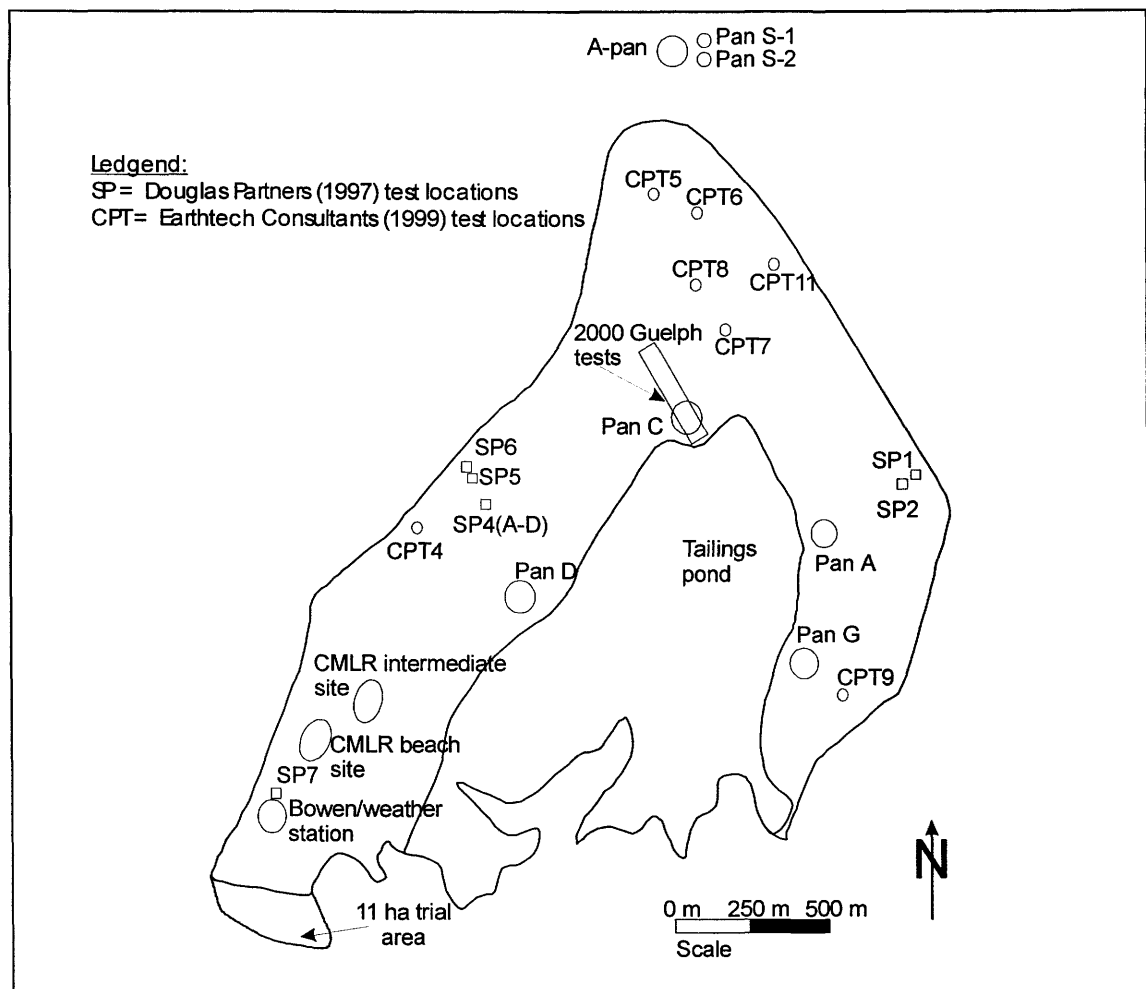 A-pan
Pan S-1
Pan S-2
Ledgend:
SP= Douglas Partners (1997) test locations
CPT= Earthtech Consultants (1999) test locations
CPT5
CPT6
CPT8
CPT11
2000 Guelph
tests
CPT7
Pan C
SP6
SP5
SP4(A-D)
CPT4
SP1
SP2
Pan D
Tailings
pond
Pan A
Pan G
CPT9
CMLR intermediate
site
CMLR beach
site
SP7
Bowen/weather
station
11 ha trial
area
0 m 250 m 500 m
Scale
N